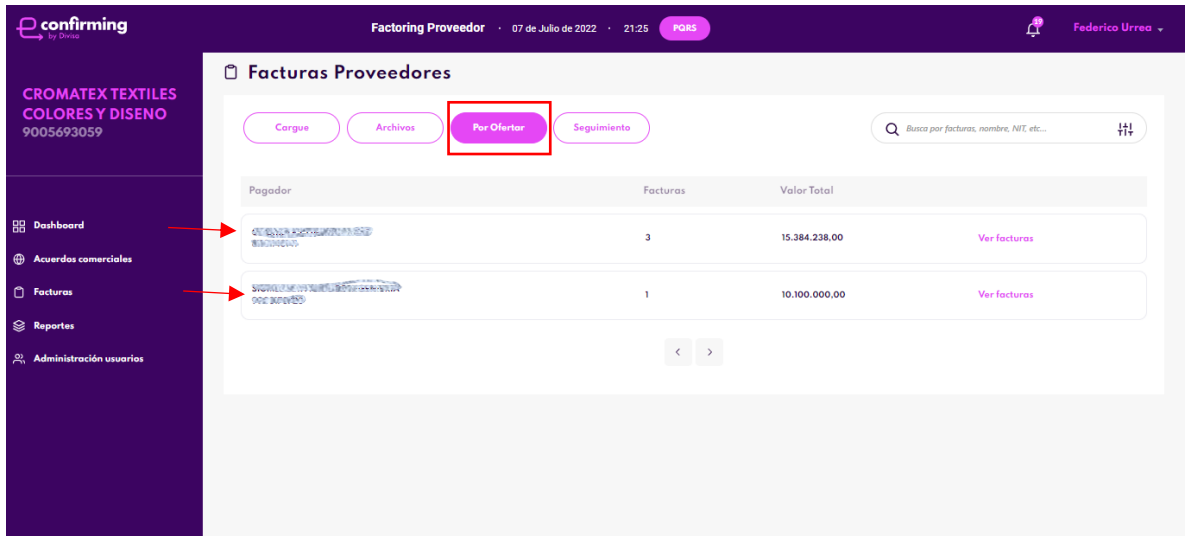 confirming
by Divisa
Factoring Proveedor · 07 de Julio de 2022 · 21:25 PQRS
19
Federico Urrea
CROMATEX TEXTILES
COLORES Y DISENO
9005693059
Dashboard
Acuerdos comerciales
Facturas
Reportes
Administración usuarios
Facturas Proveedores
Cargue Archivos Por Ofertar Seguimiento
Busca por facturas, nombre, NIT, etc...
Pagador Facturas Valor Total
3 15.384.238,00 Ver facturas
1 10.100.000,00 Ver facturas